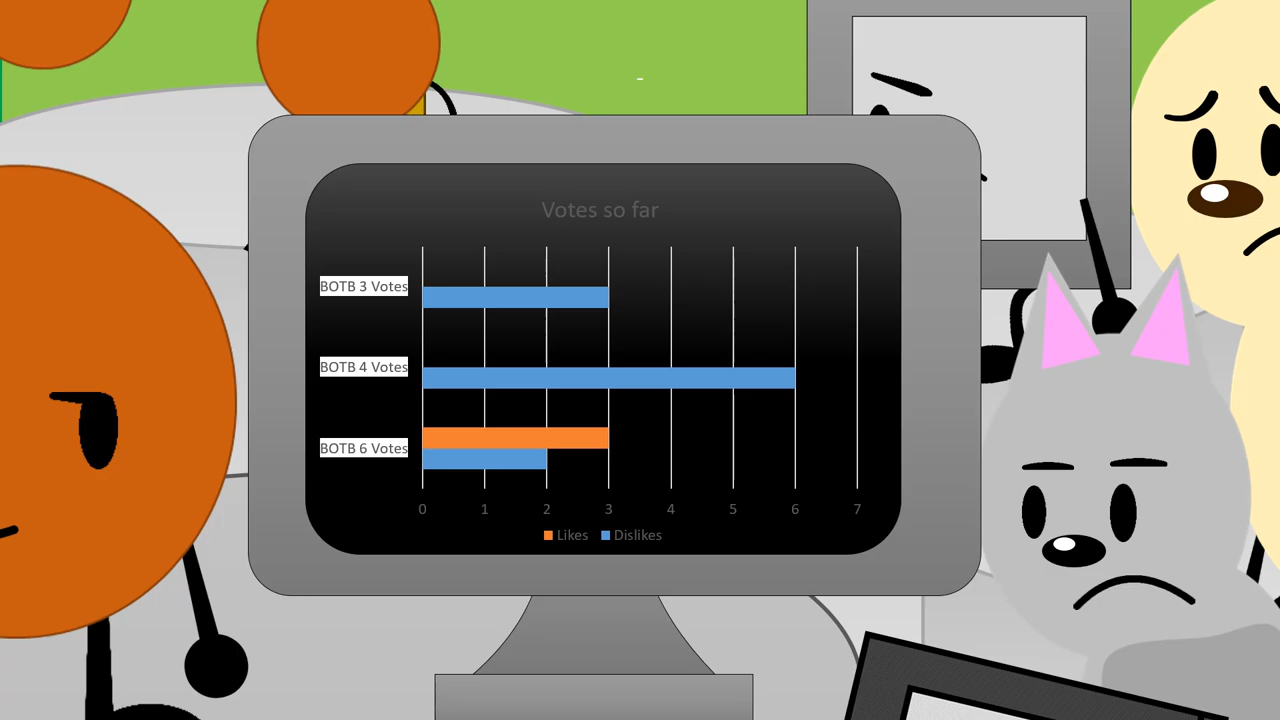 Votes so far
BOTB 3 Votes
BOTB 4 Votes
BOTB 6 Votes
0 1 2 3 4 5 6 7
Likes Dislikes